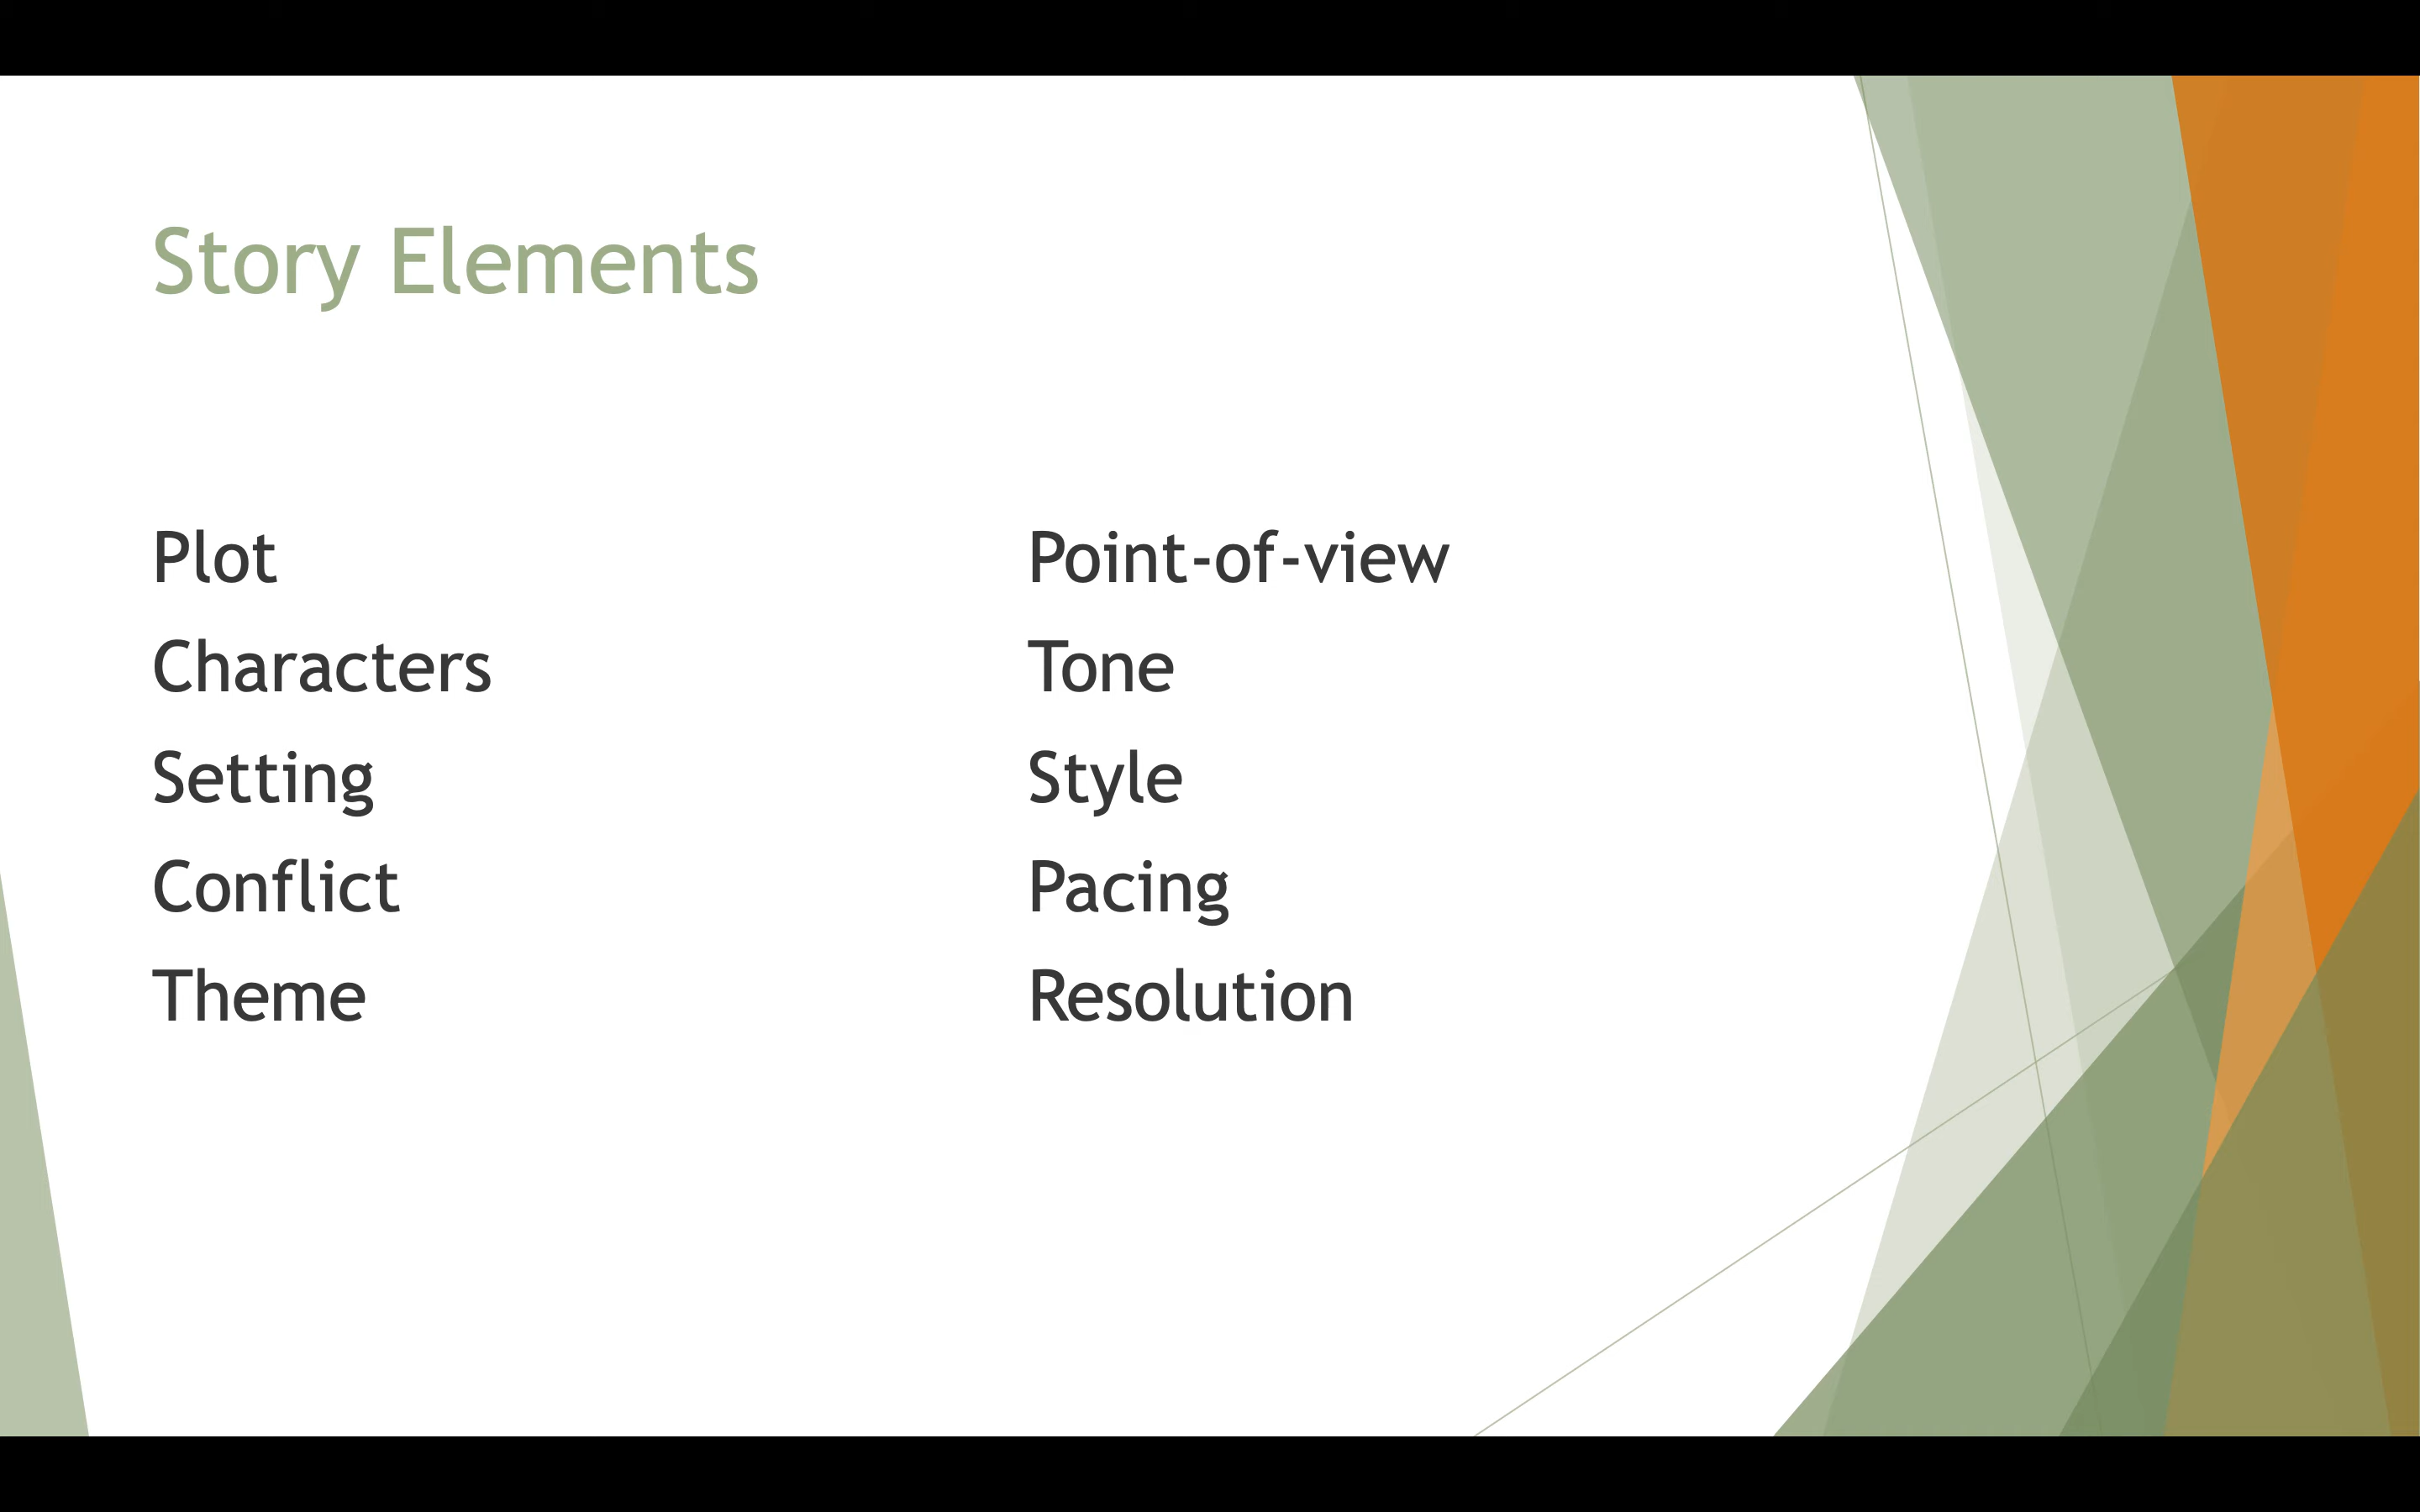 Story Elements
Plot
Characters
Setting
Conflict
Theme
Point-of-view
Tone
Style
Pacing
Resolution